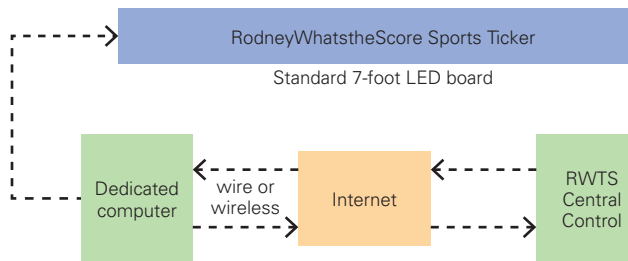 RodneyWhatstheScore Sports Ticker
Standard 7-foot LED board
Dedicated
computer
wire or
wireless
Internet
RWTS
Central
Control